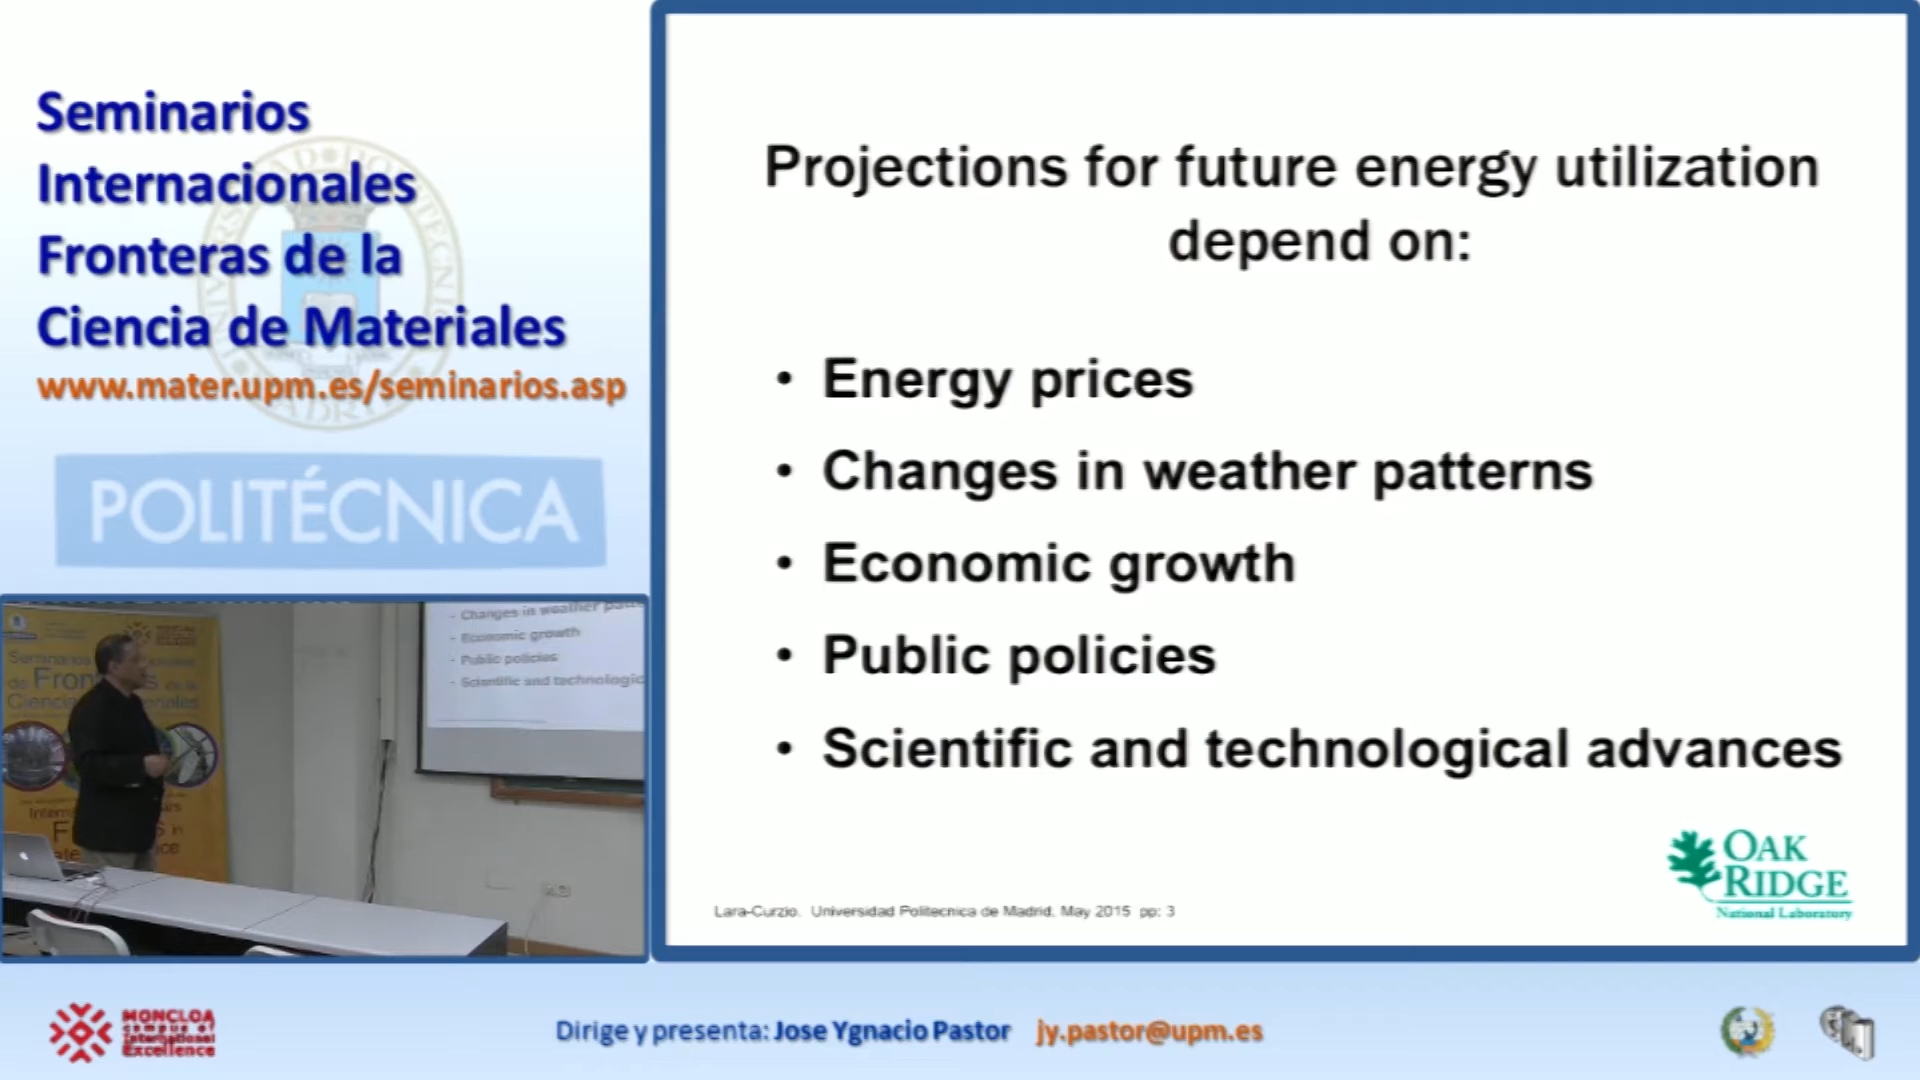 Seminarios
Internacionales
Fronteras de la
Ciencia de Materiales
www.mater.upm.es/seminarios.asp
POLITÉCNICA
Projections for future energy utilization
depend on:
• Energy prices
• Changes in weather patterns
• Economic growth
• Public policies
• Scientific and technological advances
OAK
RIDGE
National Laboratory
Lara-Curzio. Universidad Politecnica de Madrid, May 2015 pp: 3
- Changes in weather
- Economic growth
- Public policies
- Scientific and
MONCLOA
campus of
International
Excellence
Dirige y presenta: Jose Ygnacio Pastor jy.pastor@upm.es